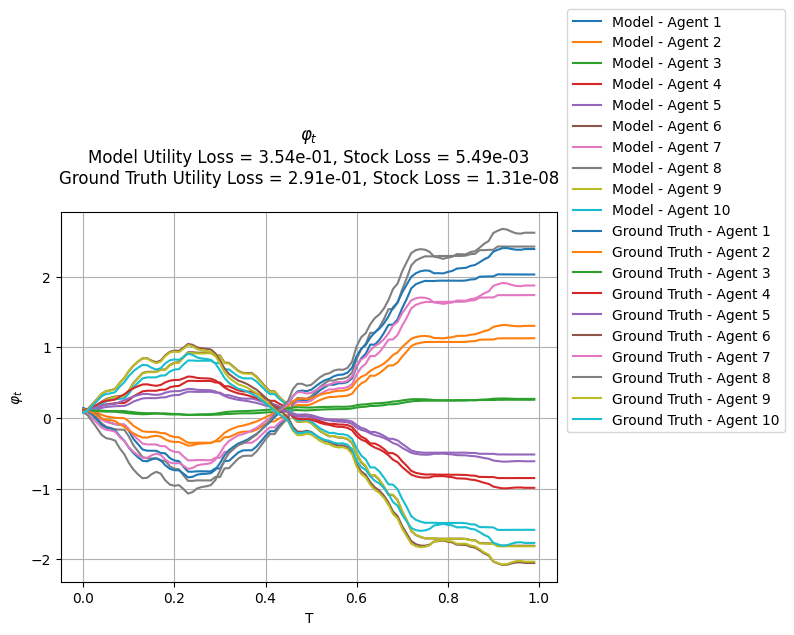 φt
Model Utility Loss = 3.54e-01, Stock Loss = 5.49e-03
Ground Truth Utility Loss = 2.91e-01, Stock Loss = 1.31e-08
φt
2
1
0
−1
−2
0.0 0.2 0.4 0.6 0.8 1.0
T
Model - Agent 1
Model - Agent 2
Model - Agent 3
Model - Agent 4
Model - Agent 5
Model - Agent 6
Model - Agent 7
Model - Agent 8
Model - Agent 9
Model - Agent 10
Ground Truth - Agent 1
Ground Truth - Agent 2
Ground Truth - Agent 3
Ground Truth - Agent 4
Ground Truth - Agent 5
Ground Truth - Agent 6
Ground Truth - Agent 7
Ground Truth - Agent 8
Ground Truth - Agent 9
Ground Truth - Agent 10